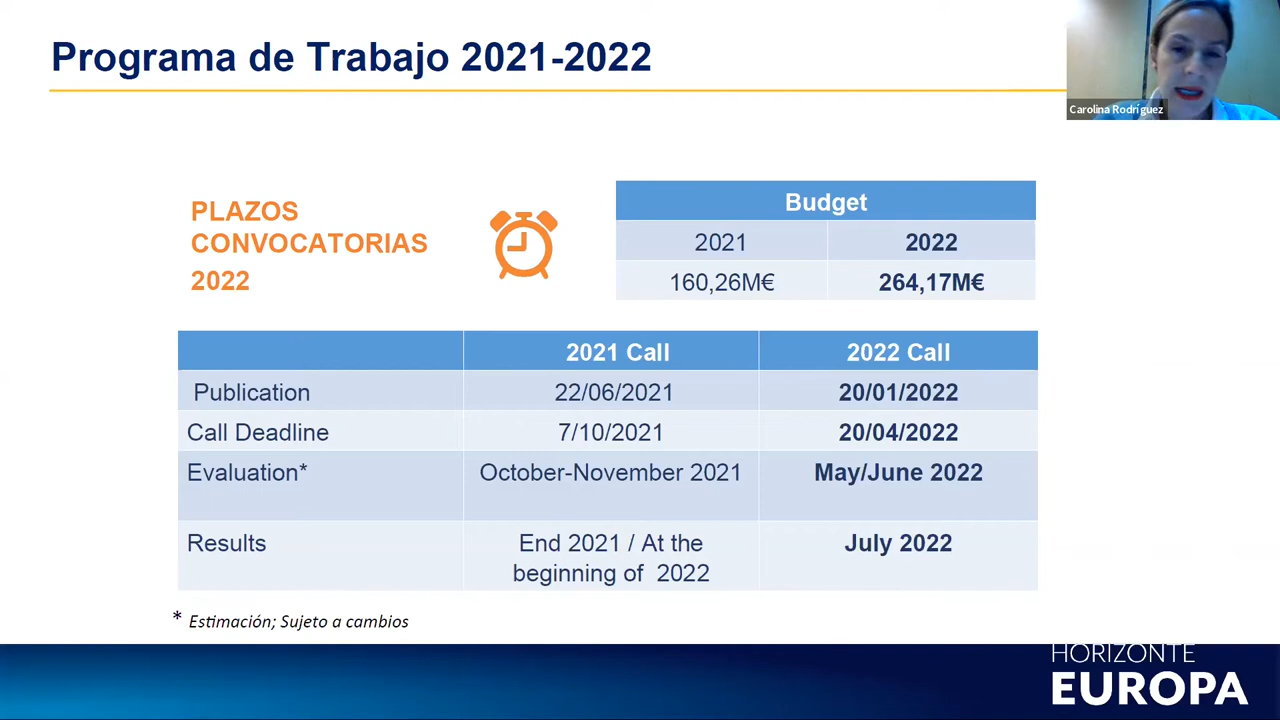 Programa de Trabajo 2021-2022
Carolina Rodríguez
PLAZOS
CONVOCATORIAS
2022
Budget
2021 2022
160,26M€ 264,17M€
2021 Call 2022 Call
Publication 22/06/2021 20/01/2022
Call Deadline 7/10/2021 20/04/2022
Evaluation* October-November 2021 May/June 2022
Results End 2021 / At the July 2022
beginning of 2022
* Estimación; Sujeto a cambios
HORIZONTE
EUROPA